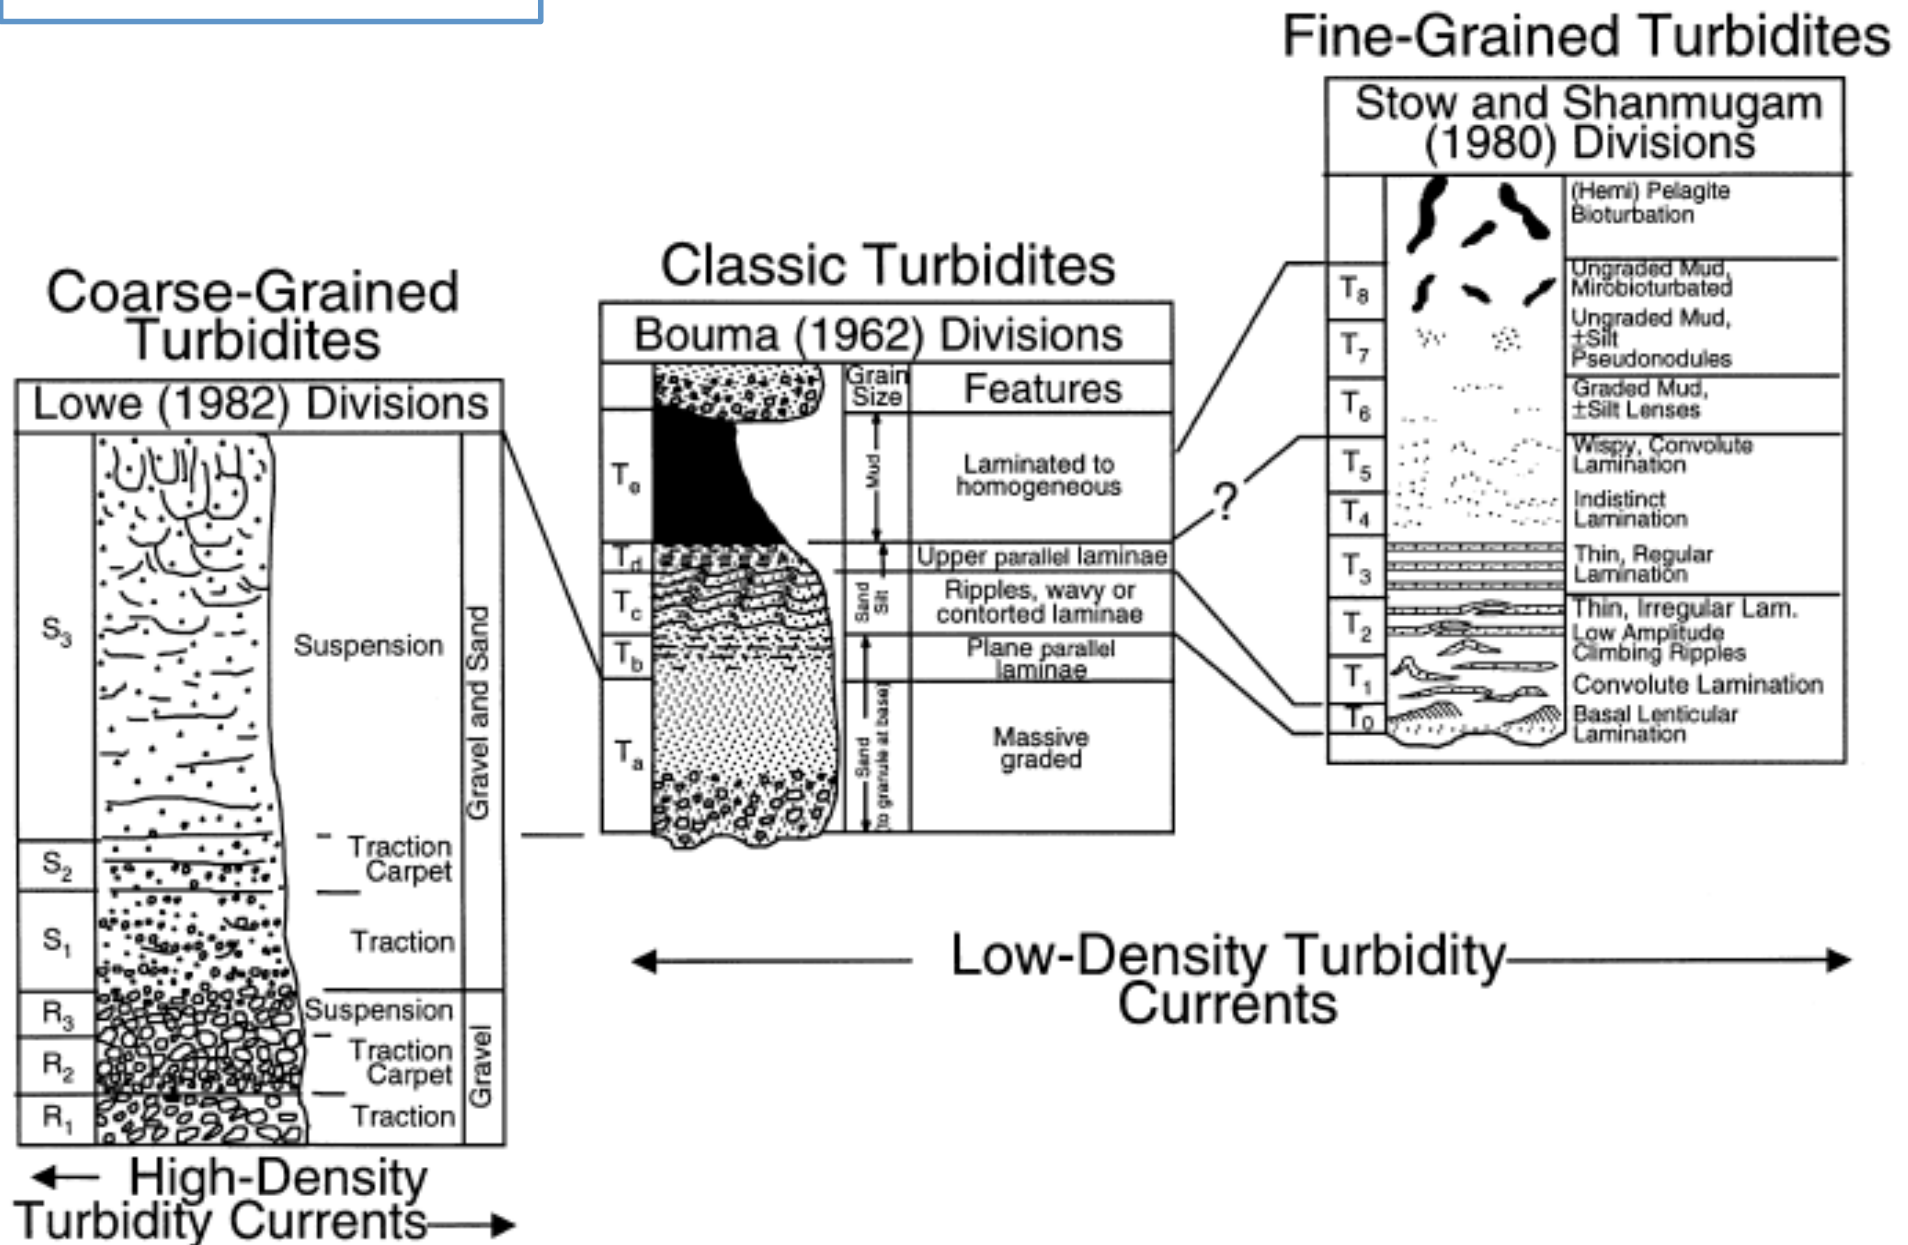 Coarse-Grained
Turbidites
Lowe (1982) Divisions
S3
S2
S1
R3
R2
R1
Suspension
Traction
Carpet
Traction
Suspension
Traction
Carpet
Traction
Gravel and Sand
Gravel
High-Density
Turbidity Currents
Classic Turbidites
Bouma (1962) Divisions
Grain
Size
Features
Te
Td
Tc
Tb
Ta
Mud
Sand
Silt
Sand
(to granule at base)
Laminated to
homogeneous
Upper parallel laminae
Ripples, wavy or
contorted laminae
Plane parallel
laminae
Massive
graded
?
Low-Density Turbidity
Currents
Fine-Grained Turbidites
Stow and Shanmugam
(1980) Divisions
T8
T7
T6
T5
T4
T3
T2
T1
T0
(Hemi) Pelagite
Bioturbation
Ungraded Mud,
Mirobioturbated
Ungraded Mud,
±Silt
Pseudonodules
Graded Mud,
±Silt Lenses
Wispy, Convolute
Lamination
Indistinct
Lamination
Thin, Regular
Lamination
Thin, Irregular Lam.
Low Amplitude
Climbing Ripples
Convolute Lamination
Basal Lenticular
Lamination